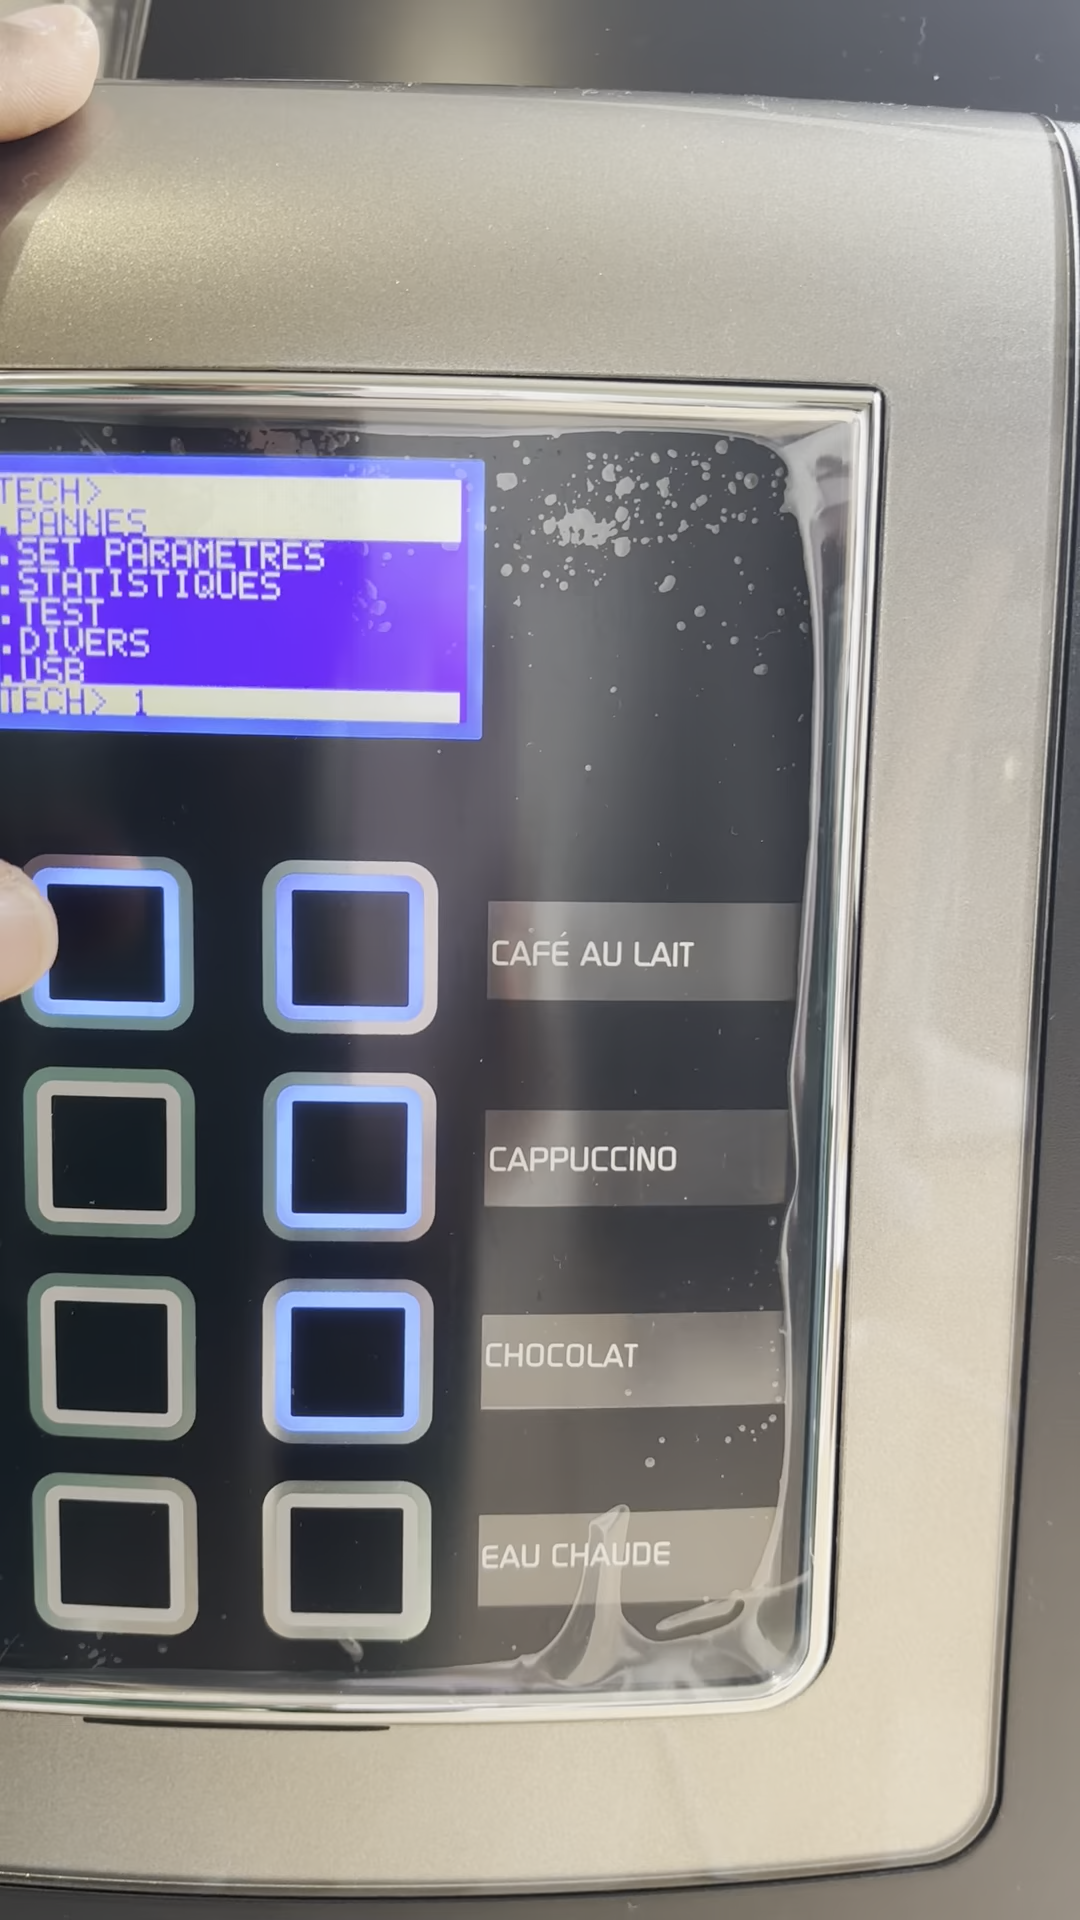 TECH>
.PANNES
.SET PARAMETRES
.STATISTIQUES
.TEST
.DIVERS
.USB
TECH> 1
CAFÉ AU LAIT
CAPPUCCINO
CHOCOLAT
EAU CHAUDE